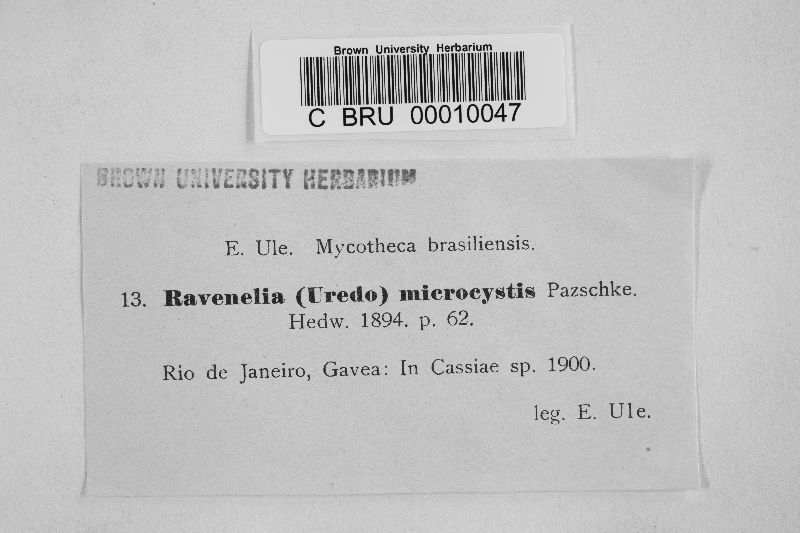 Brown University Herbarium
C BRU 00010047
BROWN UNIVERSITY HERBARIUM
E. Ule. Mycotheca brasiliensis.
13. Ravenelia (Uredo) microcystis Pazschke.
Hedw. 1894. p. 62.
Rio de Janeiro, Gavea: In Cassiae sp. 1900.
leg. E. Ule.